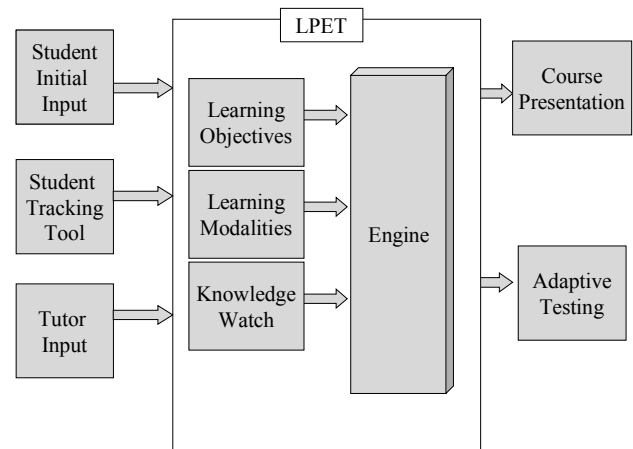 LPET
Student
Initial
Input
Student
Tracking
Tool
Tutor
Input
Learning
Objectives
Learning
Modalities
Knowledge
Watch
Engine
Course
Presentation
Adaptive
Testing